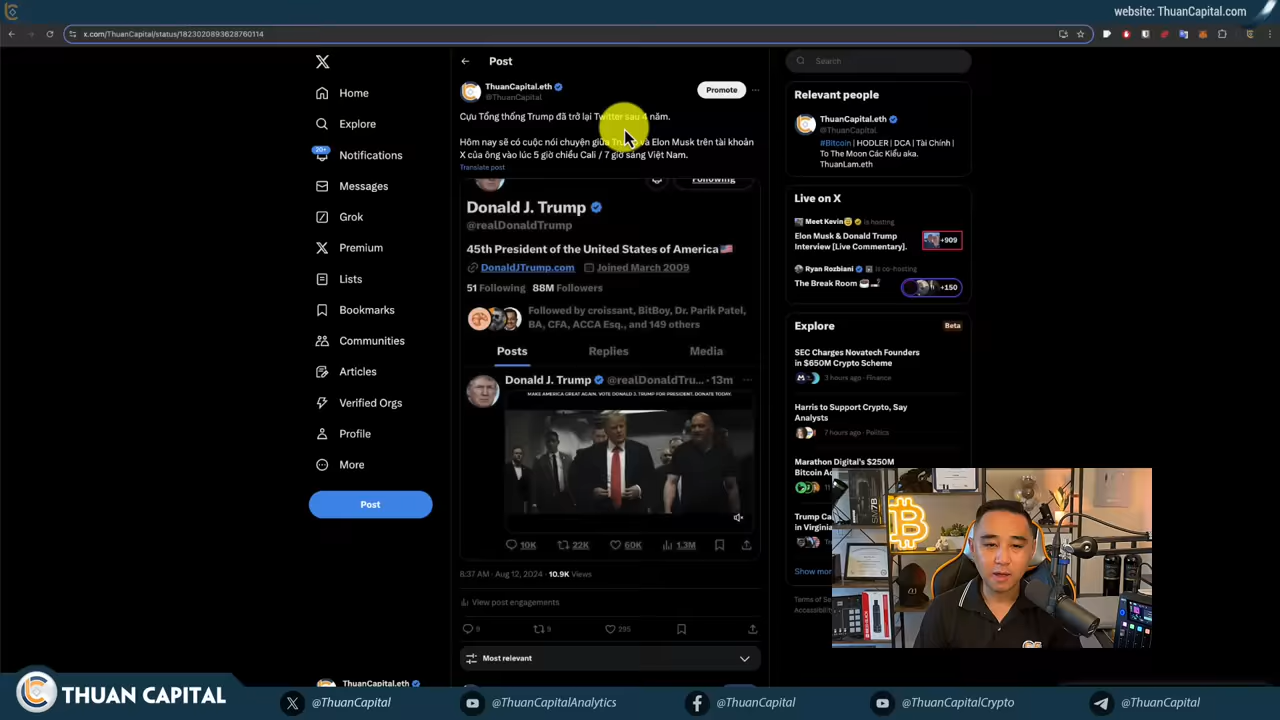 website: ThuanCapital.com
x.com/ThuanCapital/status/1823020893628760114
Home
Explore
20+
Notifications
Messages
Grok
Premium
Lists
Bookmarks
Communities
Articles
Verified Orgs
Profile
More
Post
ThuanCapital.eth
Post
ThuanCapital.eth
@ThuanCapital
Promote
Cựu Tổng thống Trump đã trở lại Twitter sau 4 năm.
Hôm nay sẽ có cuộc nói chuyện giữa Trump và Elon Musk trên tài khoản
X của ông vào lúc 5 giờ chiều Cali / 7 giờ sáng Việt Nam.
Translate post
Following
Donald J. Trump
@realDonaldTrump
45th President of the United States of America
DonaldJTrump.com Joined March 2009
51 Following 88M Followers
Followed by croissant, BitBoy, Dr. Parik Patel,
BA, CFA, ACCA Esq., and 149 others
Posts Replies Media
Donald J. Trump @realDonaldTru... · 13m
MAKE AMERICA GREAT AGAIN. VOTE DONALD J. TRUMP FOR PRESIDENT. DONATE TODAY.
10K 22K 60K 1.3M
8:37 AM · Aug 12, 2024 · 10.9K Views
View post engagements
9 9 295
Most relevant
Search
Relevant people
ThuanCapital.eth
@ThuanCapital
#Bitcoin | HODLER | DCA | Tài Chính |
To The Moon Các Kiểu aka.
ThuanLam.eth
Live on X
Meet Kevin is hosting
Elon Musk & Donald Trump
Interview [Live Commentary].
+909
Ryan Rozbiani is co-hosting
The Break Room
+150
Explore
Beta
SEC Charges Novatech Founders
in $650M Crypto Scheme
3 hours ago · Finance
Harris to Support Crypto, Say
Analysts
7 hours ago · Politics
Marathon Digital's $250M
Bitcoin
Trump
in Virginia
Show
Terms of
SM7B
THUAN CAPITAL
@ThuanCapital
@ThuanCapitalAnalytics
@ThuanCapital
@ThuanCapitalCrypto
@ThuanCapital